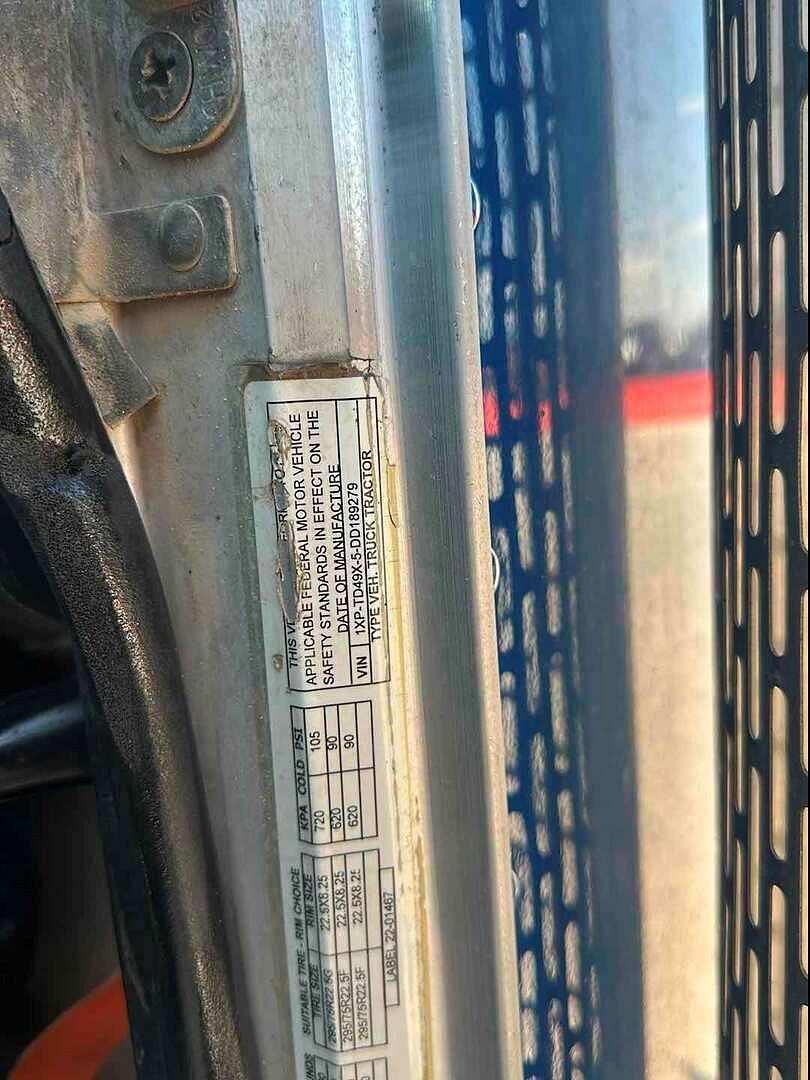 THIS
APPLICABLE FEDERAL MOTOR VEHICLE
SAFETY STANDARDS IN EFFECT ON THE
DATE OF MANUFACTURE
VIN 1XP-TD49X-5-DD189279
TYPE VEH. TRUCK TRACTOR
KPA COLD PSI
720 105
620 90
620 90
SUITABLE TIRE - RIM CHOICE
TIRE SIZE RIM SIZE
295/75R22.5G 22.5X8.25
295/75R22.5F 22.5X8.25
295/75R22.5F 22.5X8.25
LABEL 22-01467